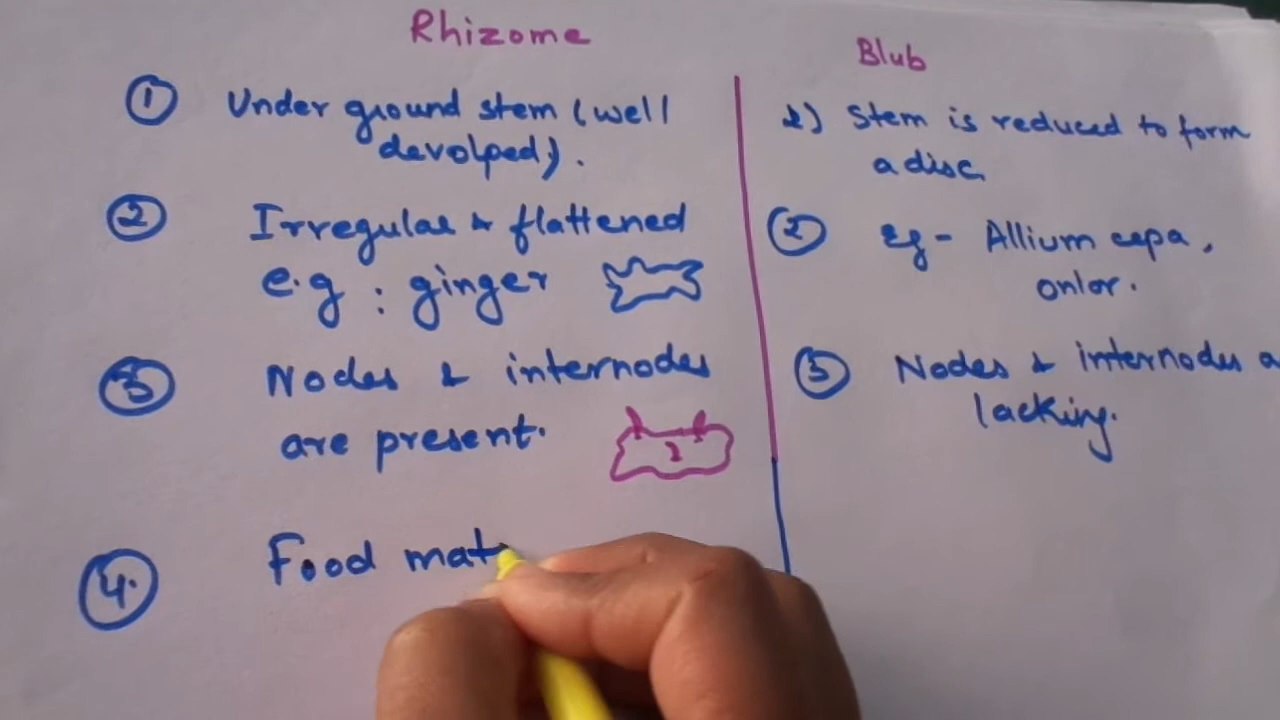 Rhizome
① Under ground stem (well
devolped).
② Irregular & flattened
e.g : ginger
③ Nodes & internodes
are present.
④ Food mat
Blub
1) Stem is reduced to form
a disc
② eg - Allium cepa,
③ Nodes & internodes a
lacking.